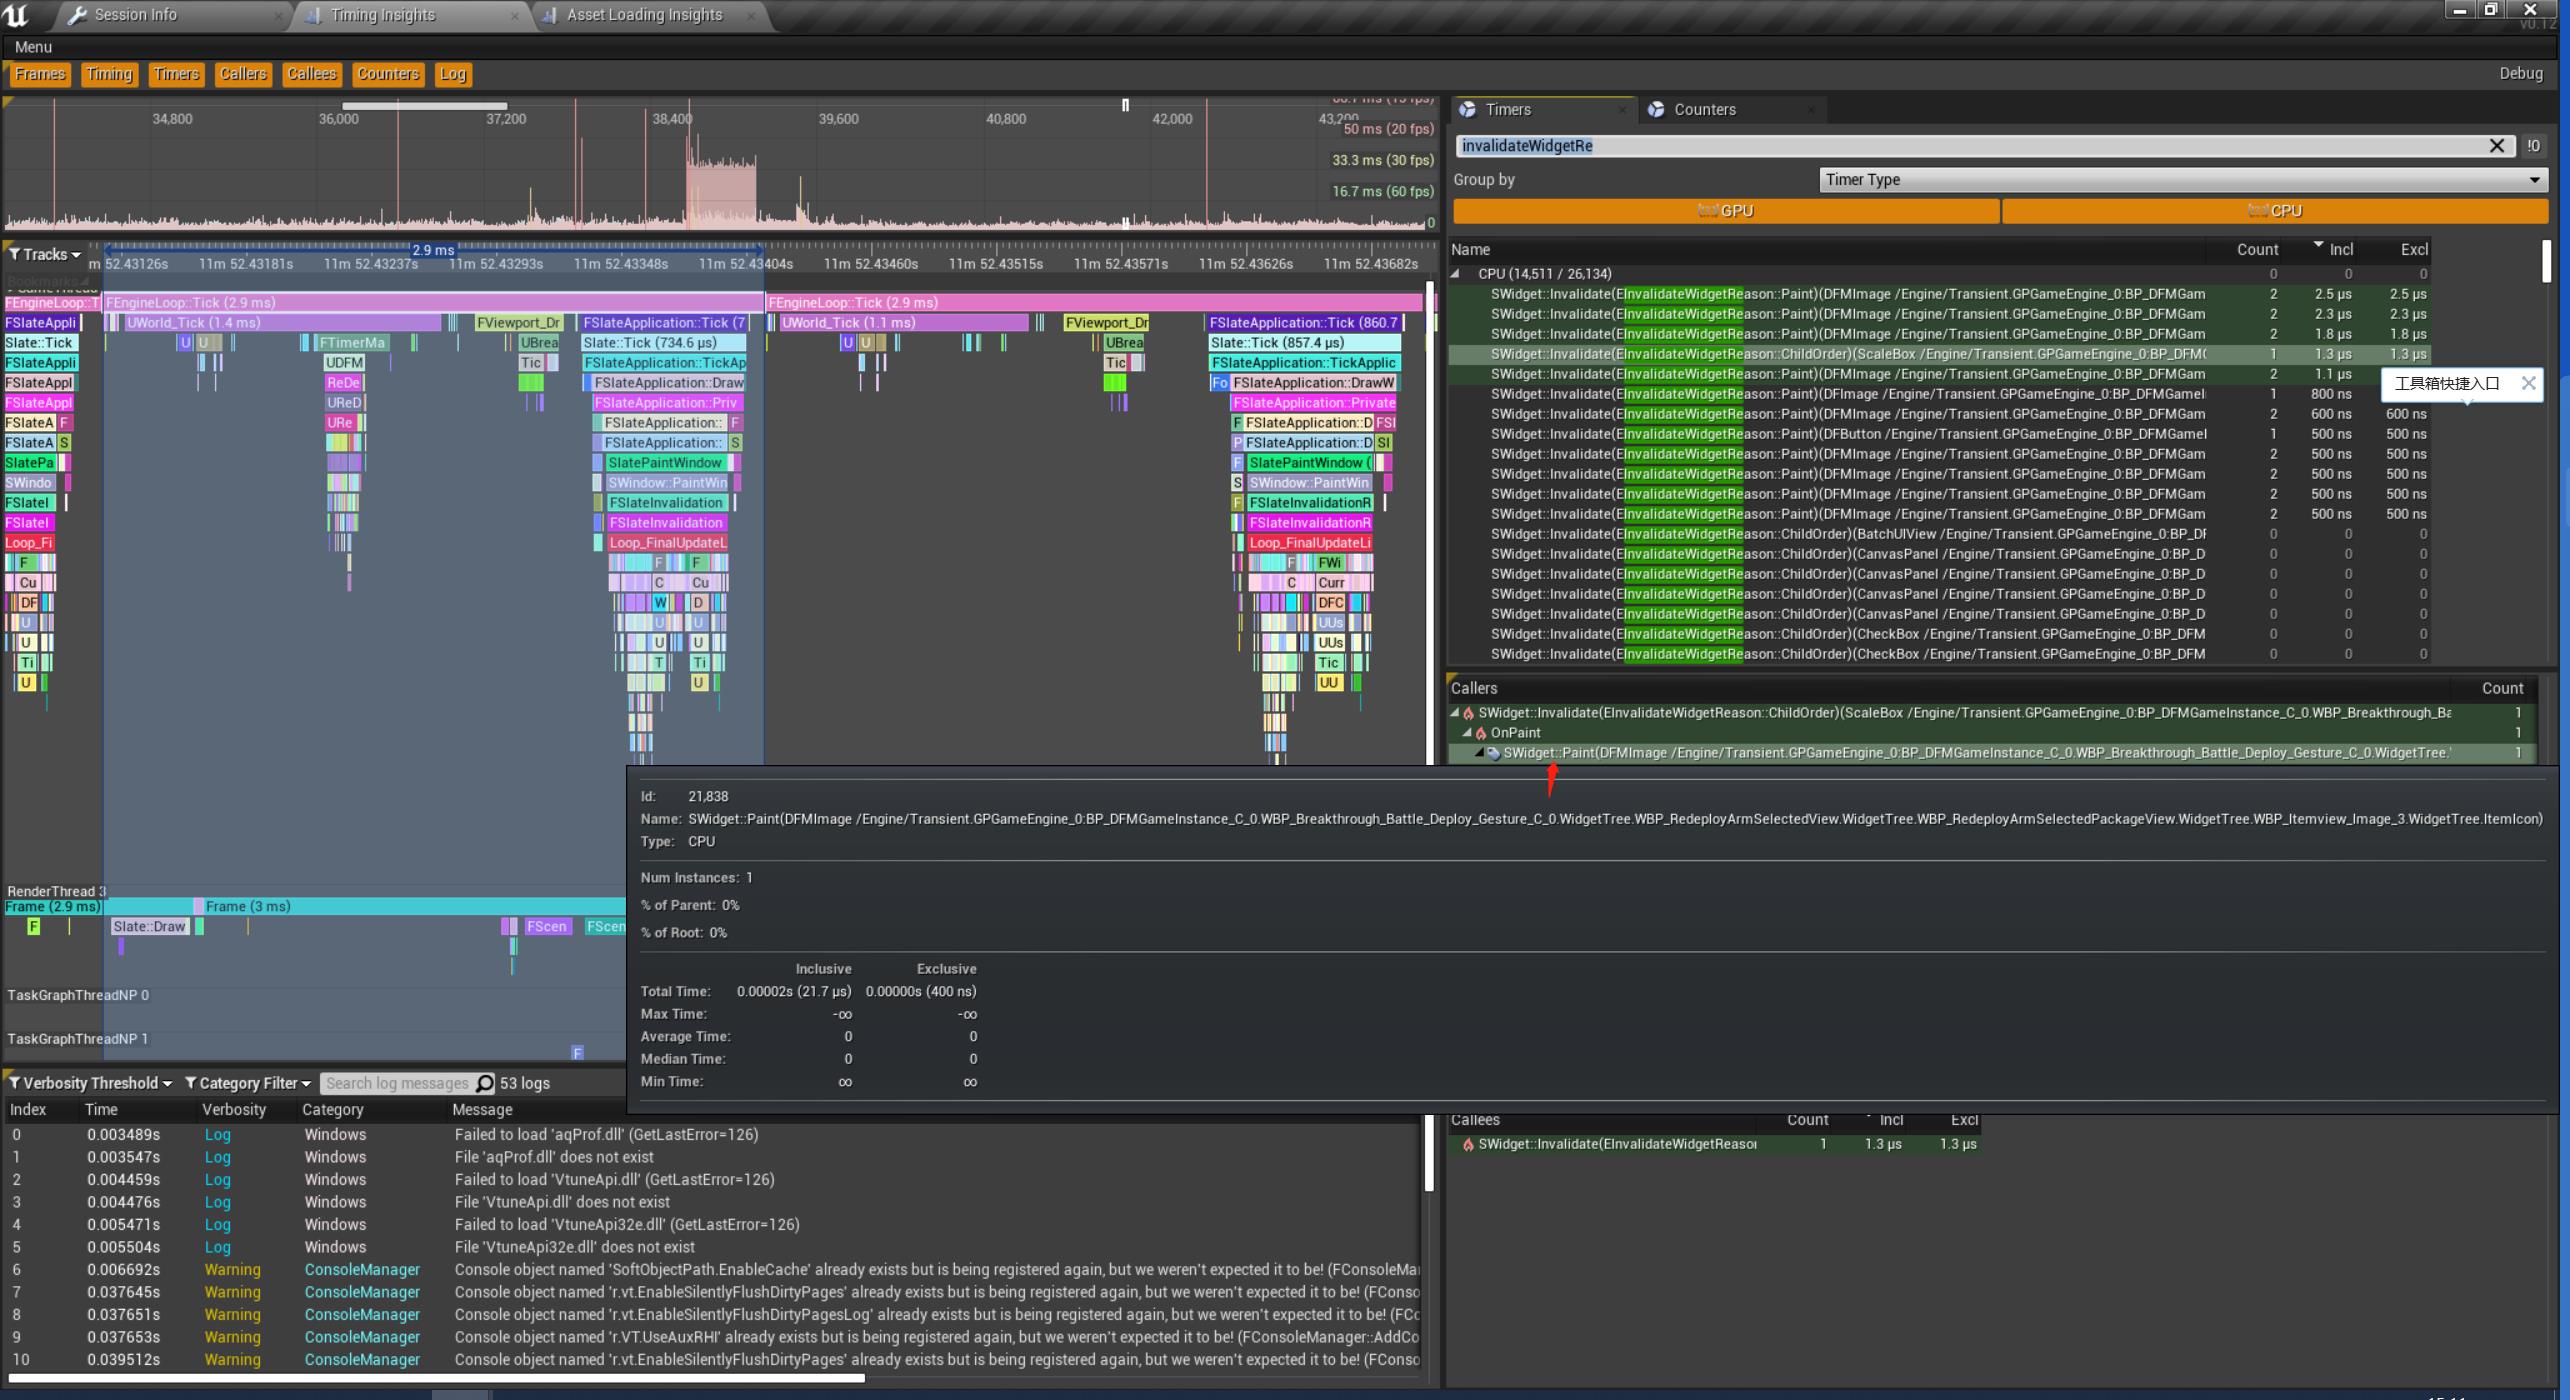 Session Info
Timing Insights
Asset Loading Insights
v0.12
Menu
Frames Timing Timers Callers Callees Counters Log
Debug
34,800 36,000 37,200 38,400 39,600 40,800 42,000 43,200
50 ms (20 fps)
33.3 ms (30 fps)
16.7 ms (60 fps)
0
Tracks
2.9 ms
m 52.43126s 11m 52.43181s 11m 52.43237s 11m 52.43293s 11m 52.43348s 11m 52.43404s 11m 52.43460s 11m 52.43515s 11m 52.43571s 11m 52.43626s 11m 52.43682s
FEngineLoop::T FEngineLoop::Tick (2.9 ms) FEngineLoop::Tick (2.9 ms)
FSlateAppli UWorld_Tick (1.4 ms) FViewport_Dr FSlateApplication::Tick (7 UWorld_Tick (1.1 ms) FViewport_Dr FSlateApplication::Tick (860.7
Slate::Tick U U FTimerMa UBrea Slate::Tick (734.6 µs) U U UBrea Slate::Tick (857.4 µs)
FSlateAppli UDFM Tic FSlateApplication::TickAp Tic FSlateApplication::TickApplic
FSlateAppl ReDe FSlateApplication::Draw Fo FSlateApplication::DrawW
FSlateAppl UReD FSlateApplication::Priv FSlateApplication::Private
FSlateA F URe FSlateApplication:: F F FSlateApplication::D FSl
FSlateA S FSlateApplication:: S P FSlateApplication::D Sl
SlatePa SlatePaintWindow F SlatePaintWindow (
SWindo SWindow::PaintWin S SWindow::PaintWin
FSlateI FSlateInvalidation F FSlateInvalidationR
FSlateI FSlateInvalidation FSlateInvalidationR
Loop_Fi Loop_FinalUpdateL Loop_FinalUpdateLi
F F F F FWi
Cu C Cu C Curr
DF W D DFC
U U U UUs
U U U UUs
Ti T Ti Tic
U U UU
RenderThread 3
Frame (2.9 ms) Frame (3 ms)
F Slate::Draw FScen FScen
TaskGraphThreadNP 0
TaskGraphThreadNP 1
F
Timers
Counters
invalidateWidgetRe
!0
Group by
Timer Type
GPU
CPU
Name Count Incl Excl
CPU (14,511 / 26,134) 0 0 0
SWidget::Invalidate(EInvalidateWidgetReason::Paint)(DFMImage /Engine/Transient.GPGameEngine_0:BP_DFMGam 2 2.5 µs 2.5 µs
SWidget::Invalidate(EInvalidateWidgetReason::Paint)(DFMImage /Engine/Transient.GPGameEngine_0:BP_DFMGam 2 2.3 µs 2.3 µs
SWidget::Invalidate(EInvalidateWidgetReason::Paint)(DFMImage /Engine/Transient.GPGameEngine_0:BP_DFMGam 2 1.8 µs 1.8 µs
SWidget::Invalidate(EInvalidateWidgetReason::ChildOrder)(ScaleBox /Engine/Transient.GPGameEngine_0:BP_DFM( 1 1.3 µs 1.3 µs
SWidget::Invalidate(EInvalidateWidgetReason::Paint)(DFMImage /Engine/Transient.GPGameEngine_0:BP_DFMGam 2 1.1 µs
工具箱快捷入口
SWidget::Invalidate(EInvalidateWidgetReason::Paint)(DFImage /Engine/Transient.GPGameEngine_0:BP_DFMGameI 1 800 ns
SWidget::Invalidate(EInvalidateWidgetReason::Paint)(DFMImage /Engine/Transient.GPGameEngine_0:BP_DFMGam 2 600 ns 600 ns
SWidget::Invalidate(EInvalidateWidgetReason::Paint)(DFButton /Engine/Transient.GPGameEngine_0:BP_DFMGameI 1 500 ns 500 ns
SWidget::Invalidate(EInvalidateWidgetReason::Paint)(DFMImage /Engine/Transient.GPGameEngine_0:BP_DFMGam 2 500 ns 500 ns
SWidget::Invalidate(EInvalidateWidgetReason::Paint)(DFMImage /Engine/Transient.GPGameEngine_0:BP_DFMGam 2 500 ns 500 ns
SWidget::Invalidate(EInvalidateWidgetReason::Paint)(DFMImage /Engine/Transient.GPGameEngine_0:BP_DFMGam 2 500 ns 500 ns
SWidget::Invalidate(EInvalidateWidgetReason::Paint)(DFMImage /Engine/Transient.GPGameEngine_0:BP_DFMGam 2 500 ns 500 ns
SWidget::Invalidate(EInvalidateWidgetReason::ChildOrder)(BatchUIView /Engine/Transient.GPGameEngine_0:BP_DF 0 0 0
SWidget::Invalidate(EInvalidateWidgetReason::ChildOrder)(CanvasPanel /Engine/Transient.GPGameEngine_0:BP_D 0 0 0
SWidget::Invalidate(EInvalidateWidgetReason::ChildOrder)(CanvasPanel /Engine/Transient.GPGameEngine_0:BP_D 0 0 0
SWidget::Invalidate(EInvalidateWidgetReason::ChildOrder)(CanvasPanel /Engine/Transient.GPGameEngine_0:BP_D 0 0 0
SWidget::Invalidate(EInvalidateWidgetReason::ChildOrder)(CanvasPanel /Engine/Transient.GPGameEngine_0:BP_D 0 0 0
SWidget::Invalidate(EInvalidateWidgetReason::ChildOrder)(CheckBox /Engine/Transient.GPGameEngine_0:BP_DFM 0 0 0
SWidget::Invalidate(EInvalidateWidgetReason::ChildOrder)(CheckBox /Engine/Transient.GPGameEngine_0:BP_DFM 0 0 0
Callers Count
SWidget::Invalidate(EInvalidateWidgetReason::ChildOrder)(ScaleBox /Engine/Transient.GPGameEngine_0:BP_DFMGameInstance_C_0.WBP_Breakthrough_Ba 1
OnPaint 1
SWidget::Paint(DFMImage /Engine/Transient.GPGameEngine_0:BP_DFMGameInstance_C_0.WBP_Breakthrough_Battle_Deploy_Gesture_C_0.WidgetTree. 1
Id: 21,838
Name: SWidget::Paint(DFMImage /Engine/Transient.GPGameEngine_0:BP_DFMGameInstance_C_0.WBP_Breakthrough_Battle_Deploy_Gesture_C_0.WidgetTree.WBP_RedeployArmSelectedView.WidgetTree.WBP_RedeployArmSelectedPackageView.WidgetTree.WBP_Itemview_Image_3.WidgetTree.ItemIcon)
Type: CPU
Num Instances: 1
% of Parent: 0%
% of Root: 0%
Inclusive Exclusive
Total Time: 0.00002s (21.7 µs) 0.00000s (400 ns)
Max Time: -∞ -∞
Average Time: 0 0
Median Time: 0 0
Min Time: ∞ ∞
Callees Count Incl Excl
SWidget::Invalidate(EInvalidateWidgetReason 1 1.3 µs 1.3 µs
Verbosity Threshold Category Filter Search log messages 53 logs
Index Time Verbosity Category Message
0 0.003489s Log Windows Failed to load 'aqProf.dll' (GetLastError=126)
1 0.003547s Log Windows File 'aqProf.dll' does not exist
2 0.004459s Log Windows Failed to load 'VtuneApi.dll' (GetLastError=126)
3 0.004476s Log Windows File 'VtuneApi.dll' does not exist
4 0.005471s Log Windows Failed to load 'VtuneApi32e.dll' (GetLastError=126)
5 0.005504s Log Windows File 'VtuneApi32e.dll' does not exist
6 0.006692s Warning ConsoleManager Console object named 'SoftObjectPath.EnableCache' already exists but is being registered again, but we weren't expected it to be! (FConsoleMa
7 0.037645s Warning ConsoleManager Console object named 'r.vt.EnableSilentlyFlushDirtyPages' already exists but is being registered again, but we weren't expected it to be! (FConso
8 0.037651s Warning ConsoleManager Console object named 'r.vt.EnableSilentlyFlushDirtyPagesLog' already exists but is being registered again, but we weren't expected it to be! (FCo
9 0.037653s Warning ConsoleManager Console object named 'r.VT.UseAuxRHI' already exists but is being registered again, but we weren't expected it to be! (FConsoleManager::AddCo
10 0.039512s Warning ConsoleManager Console object named 'r.vt.EnableSilentlyFlushDirtyPages' already exists but is being registered again, but we weren't expected it to be! (FConso